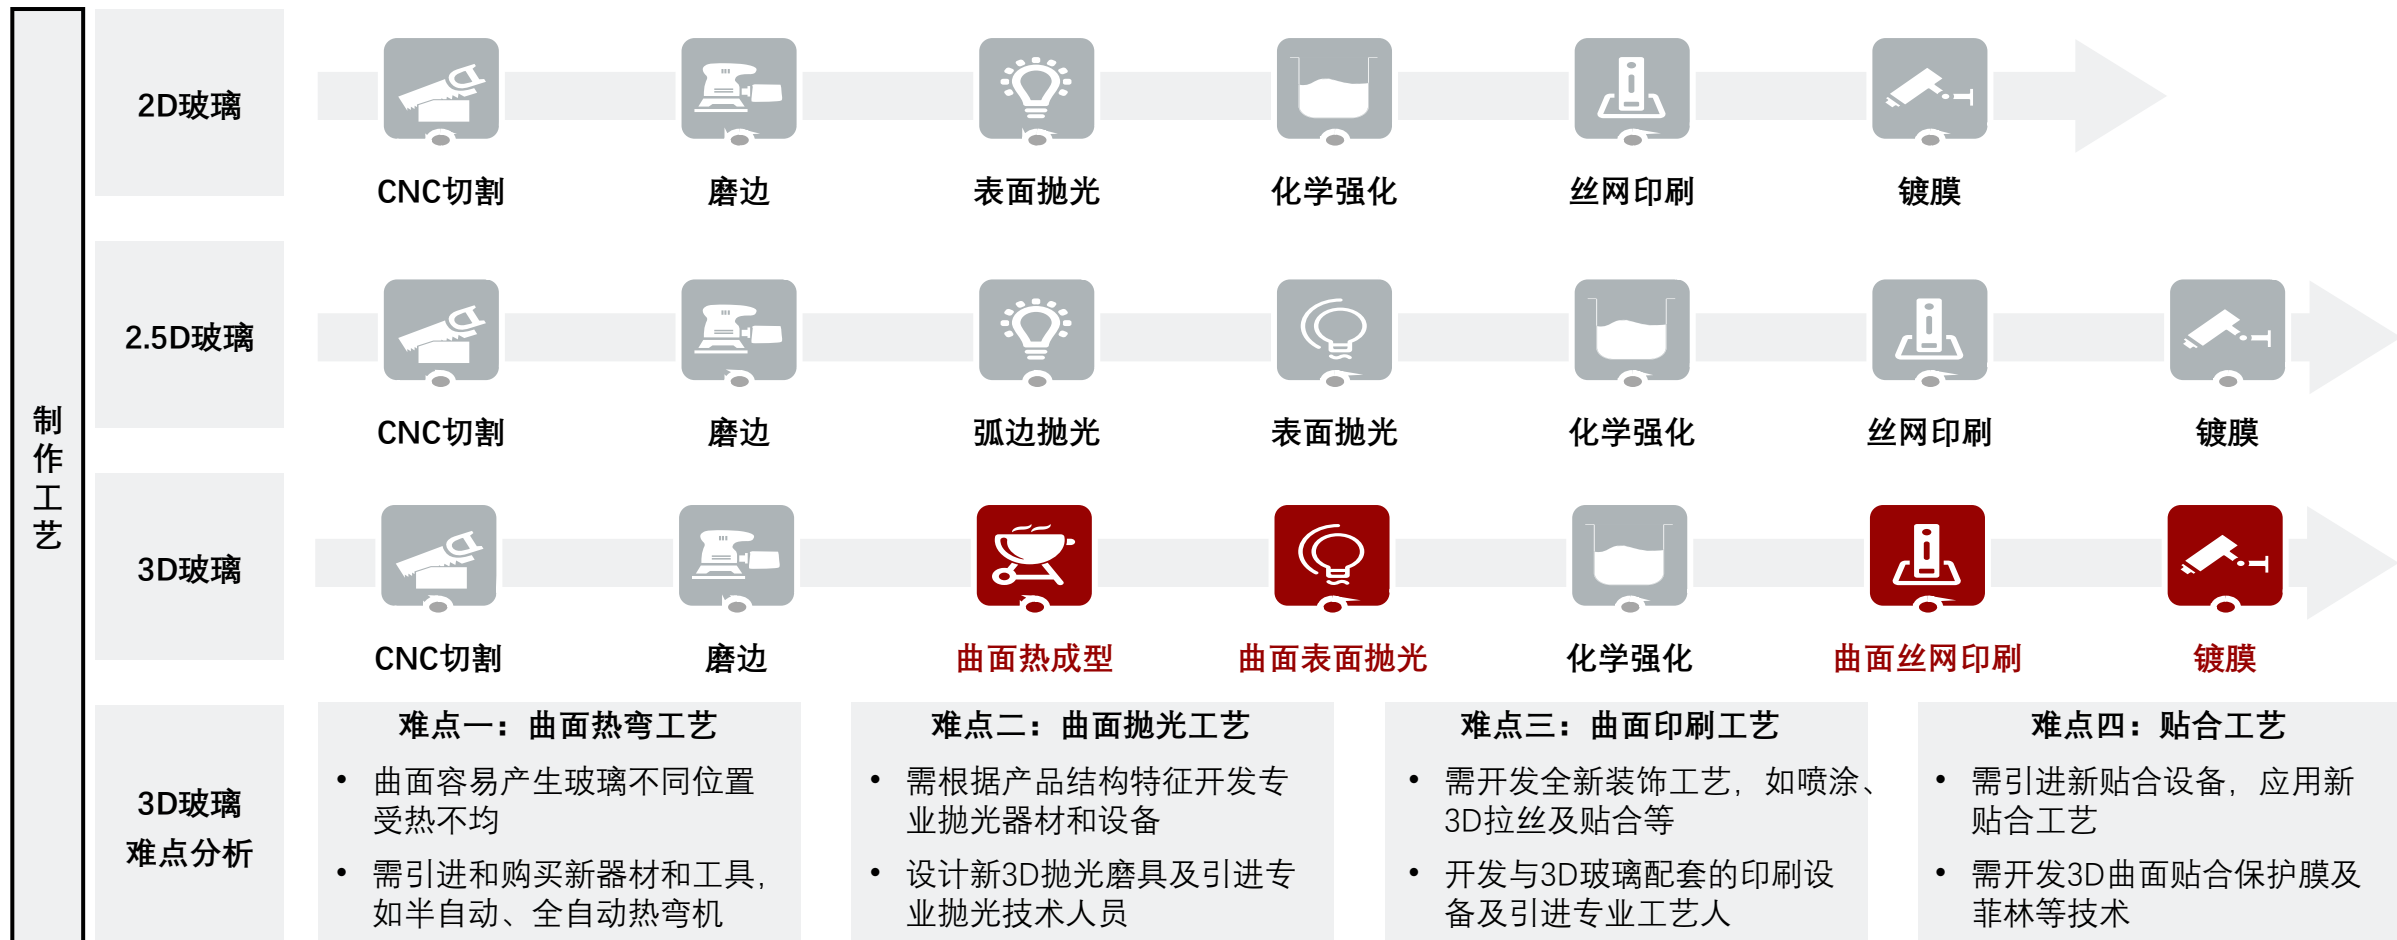 制作工艺
2D玻璃
CNC切割
磨边
表面抛光
化学强化
丝网印刷
镀膜
2.5D玻璃
CNC切割
磨边
弧边抛光
表面抛光
化学强化
丝网印刷
镀膜
3D玻璃
CNC切割
磨边
曲面热成型
曲面表面抛光
化学强化
曲面丝网印刷
镀膜
3D玻璃
难点分析
难点一：曲面热弯工艺
• 曲面容易产生玻璃不同位置
受热不均
• 需引进和购买新器材和工具，
如半自动、全自动热弯机
难点二：曲面抛光工艺
• 需根据产品结构特征开发专
业抛光器材和设备
• 设计新3D抛光磨具及引进专
业抛光技术人员
难点三：曲面印刷工艺
• 需开发全新装饰工艺，如喷涂、
3D拉丝及贴合等
• 开发与3D玻璃配套的印刷设
备及引进专业工艺人
难点四：贴合工艺
• 需引进新贴合设备，应用新
贴合工艺
• 需开发3D曲面贴合保护膜及
菲林等技术